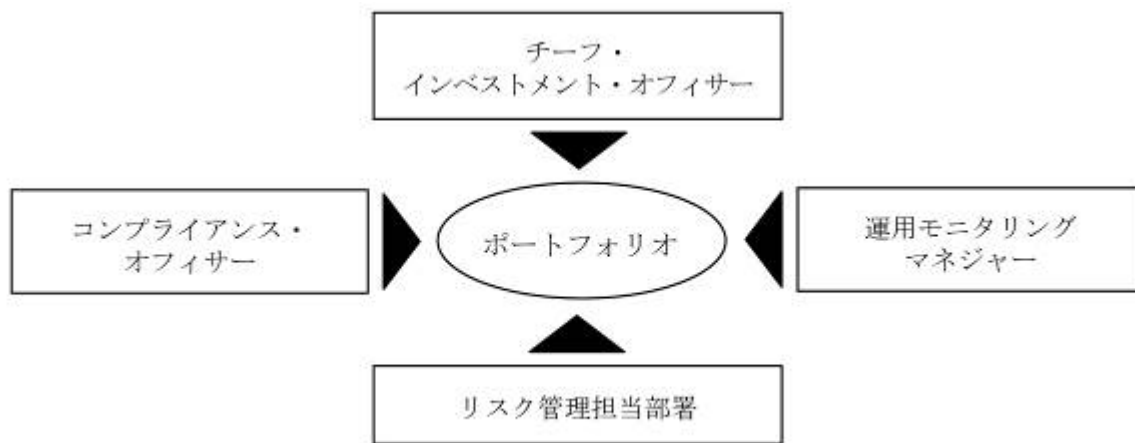 チーフ・
インベストメント・オフィサー
コンプライアンス・
オフィサー
ポートフォリオ
運用モニタリング
マネジャー
リスク管理担当部署